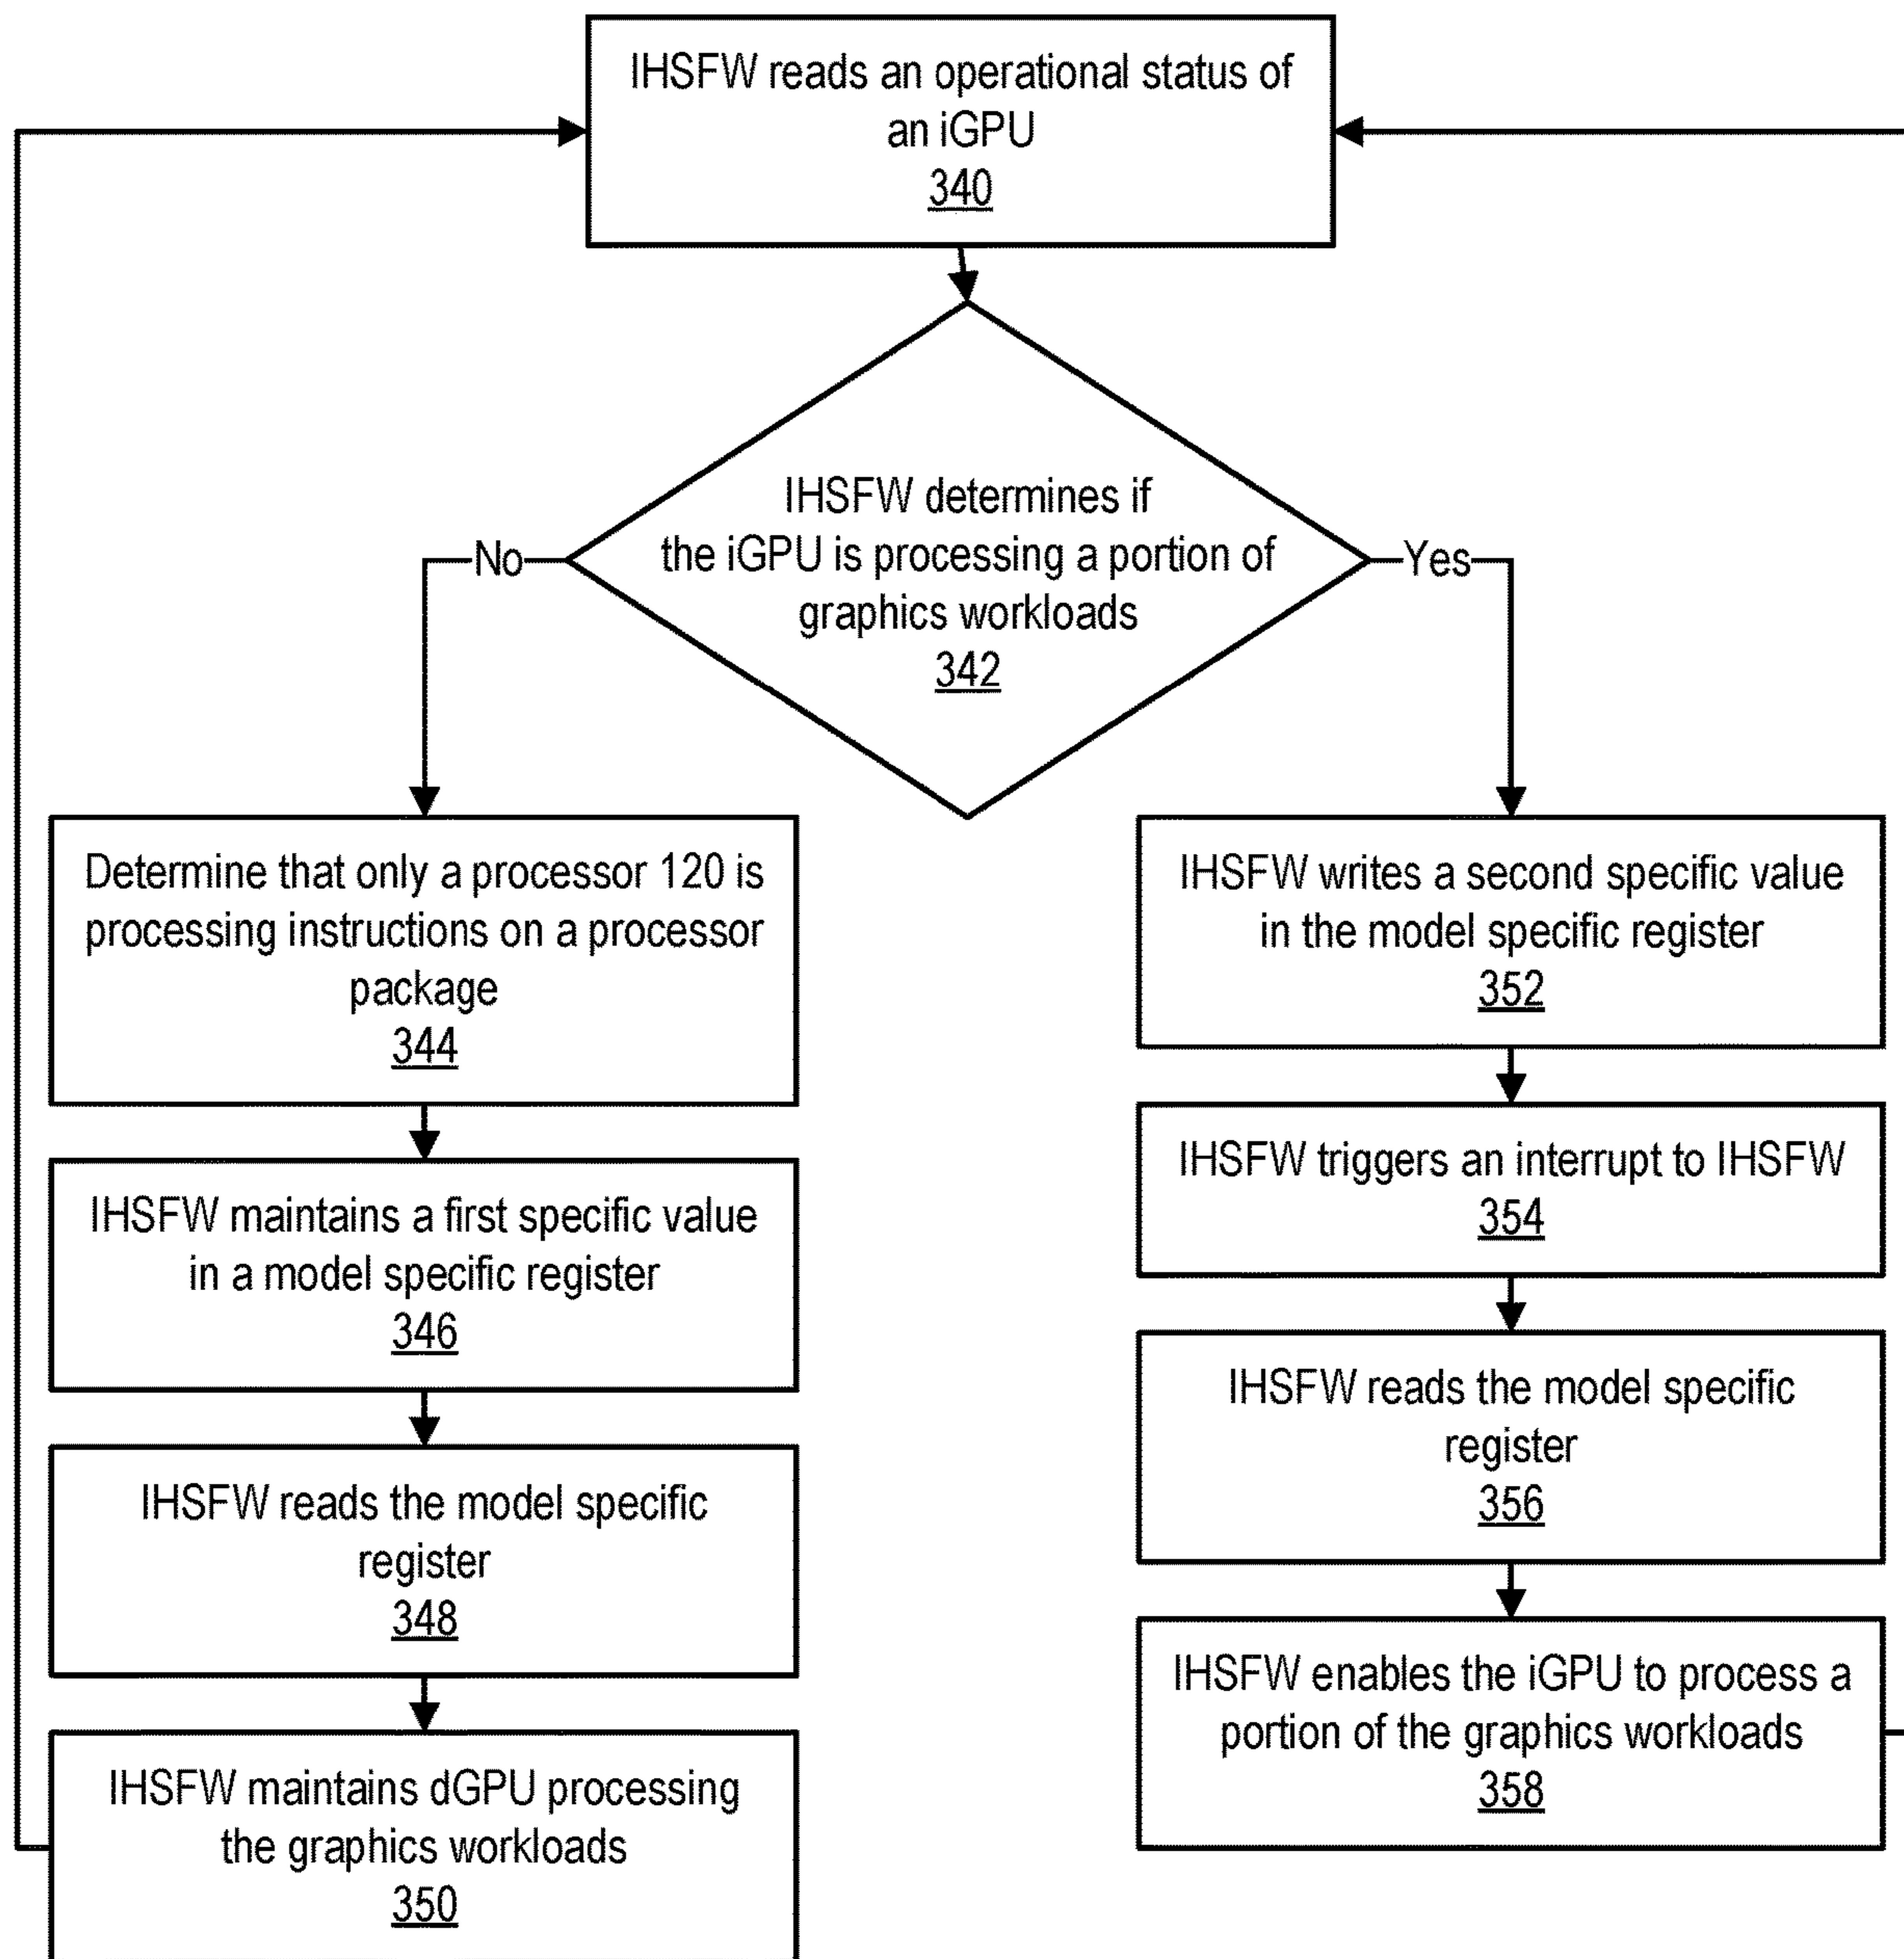 IHSFW reads an operational status of
an iGPU
340
IHSFW determines if
the iGPU is processing a portion of
graphics workloads
342
No
Yes
Determine that only a processor 120 is
processing instructions on a processor
package
344
IHSFW maintains a first specific value
in a model specific register
346
IHSFW reads the model specific
register
348
IHSFW maintains dGPU processing
the graphics workloads
350
IHSFW writes a second specific value
in the model specific register
352
IHSFW triggers an interrupt to IHSFW
354
IHSFW reads the model specific
register
356
IHSFW enables the iGPU to process a
portion of the graphics workloads
358